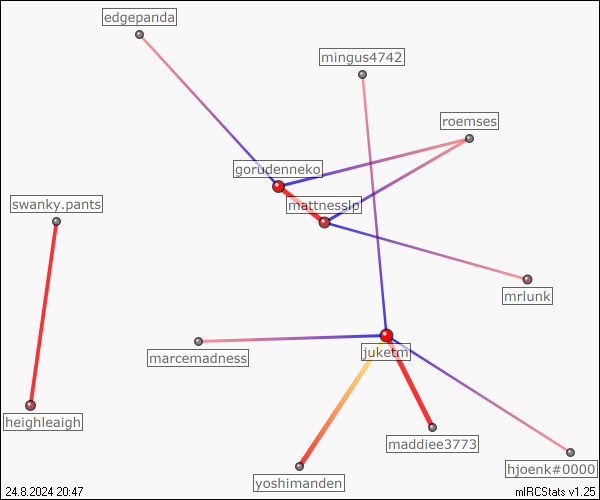 edgepanda
mingus4742
roemses
gorudenneko
mattnesslp
swanky.pants
mrlunk
marcemadness
juketm
heighleaigh
maddiee3773
hjoenk#0000
yoshimanden
24.8.2024 20:47
mIRCStats v1.25